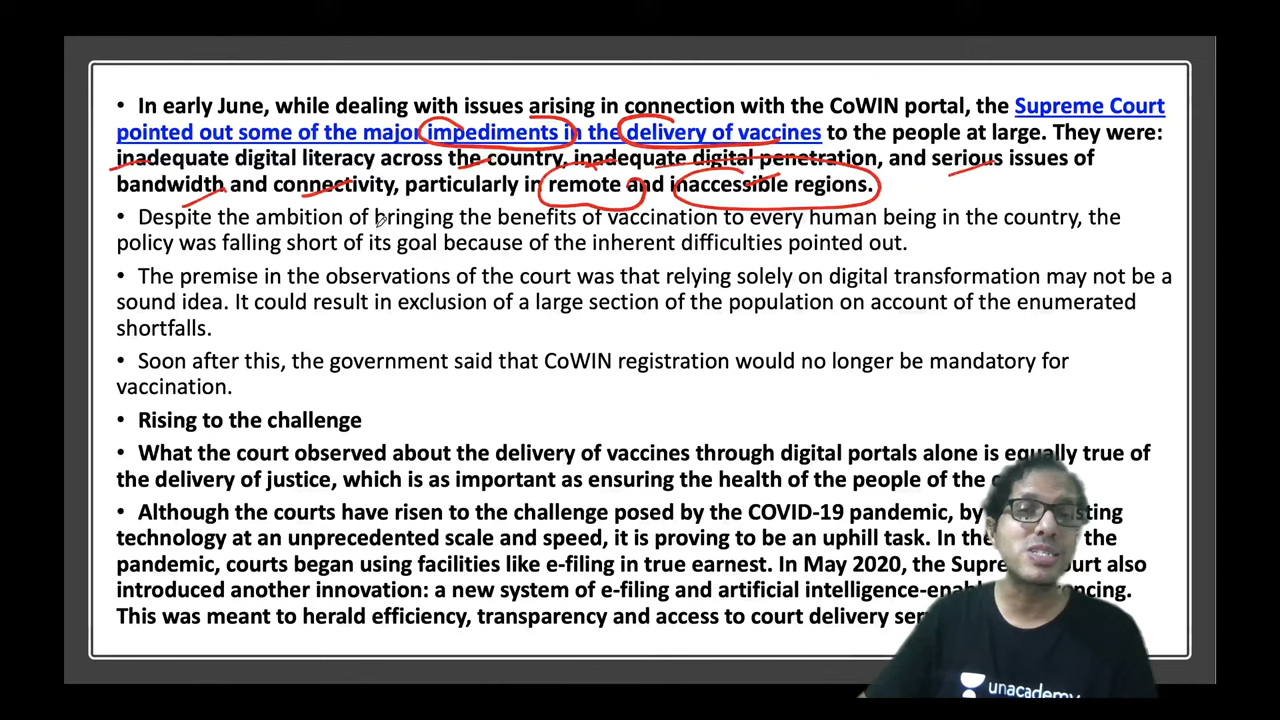 • In early June, while dealing with issues arising in connection with the CoWIN portal, the Supreme Court
pointed out some of the major impediments in the delivery of vaccines to the people at large. They were:
inadequate digital literacy across the country, inadequate digital penetration, and serious issues of
bandwidth and connectivity, particularly in remote and inaccessible regions.
• Despite the ambition of bringing the benefits of vaccination to every human being in the country, the
policy was falling short of its goal because of the inherent difficulties pointed out.
• The premise in the observations of the court was that relying solely on digital transformation may not be a
sound idea. It could result in exclusion of a large section of the population on account of the enumerated
shortfalls.
• Soon after this, the government said that CoWIN registration would no longer be mandatory for
vaccination.
• Rising to the challenge
• What the court observed about the delivery of vaccines through digital portals alone is equally true of
the delivery of justice, which is as important as ensuring the health of the people of the
• Although the courts have risen to the challenge posed by the COVID-19 pandemic, by
technology at an unprecedented scale and speed, it is proving to be an uphill task. In the the
pandemic, courts began using facilities like e-filing in true earnest. In May 2020, the Supreme Court also
introduced another innovation: a new system of e-filing and artificial intelligence-enabled
This was meant to herald efficiency, transparency and access to court delivery
unacademy